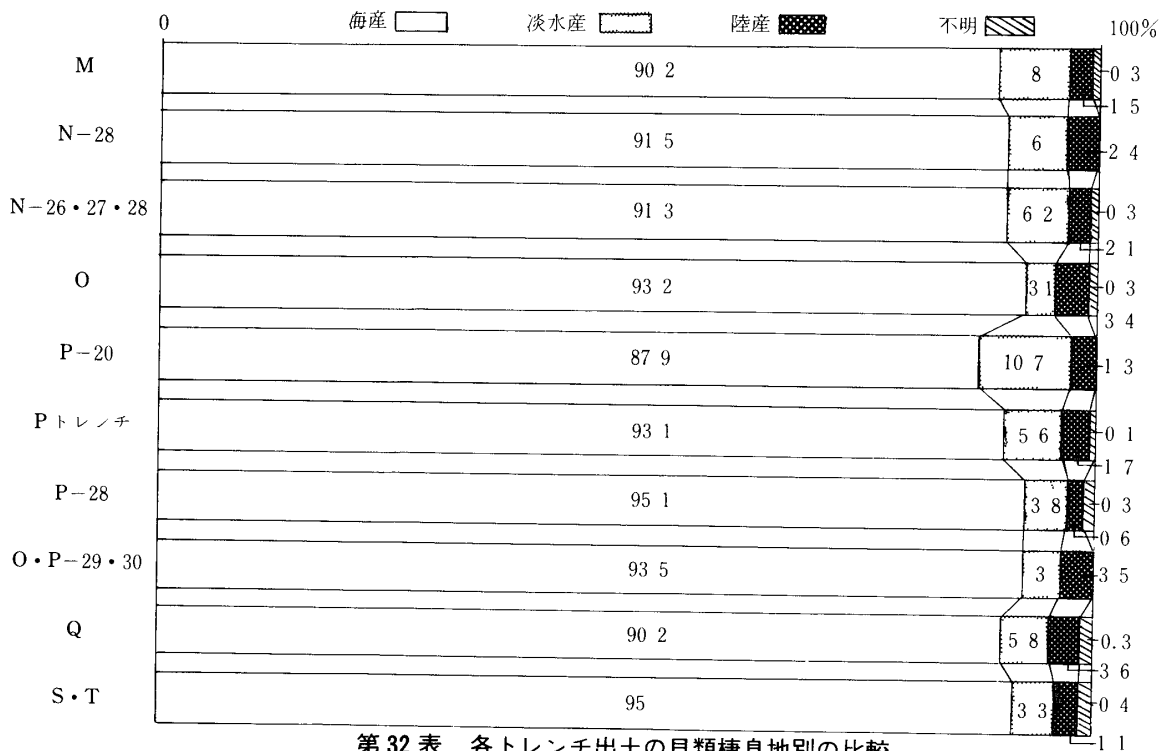 0 海産 淡水産 陸産 不明 100%
M 90 2 8 0 3
1 5
N-28 91 5 6 2 4
N-26・27・28 91 3 6 2 0 3
2 1
O 93 2 3 1 0 3
3 4
P-20 87 9 10 7 1 3
Pトレンチ 93 1 5 6 0 1
1 7
P-28 95 1 3 8 0 3
0 6
O・P-29・30 93 5 3 3 5
Q 90 2 5 8 0.3
3 6
S・T 95 3 3 0 4
1 1
第32表 各トレンチ出土の貝類棲息地別の比較